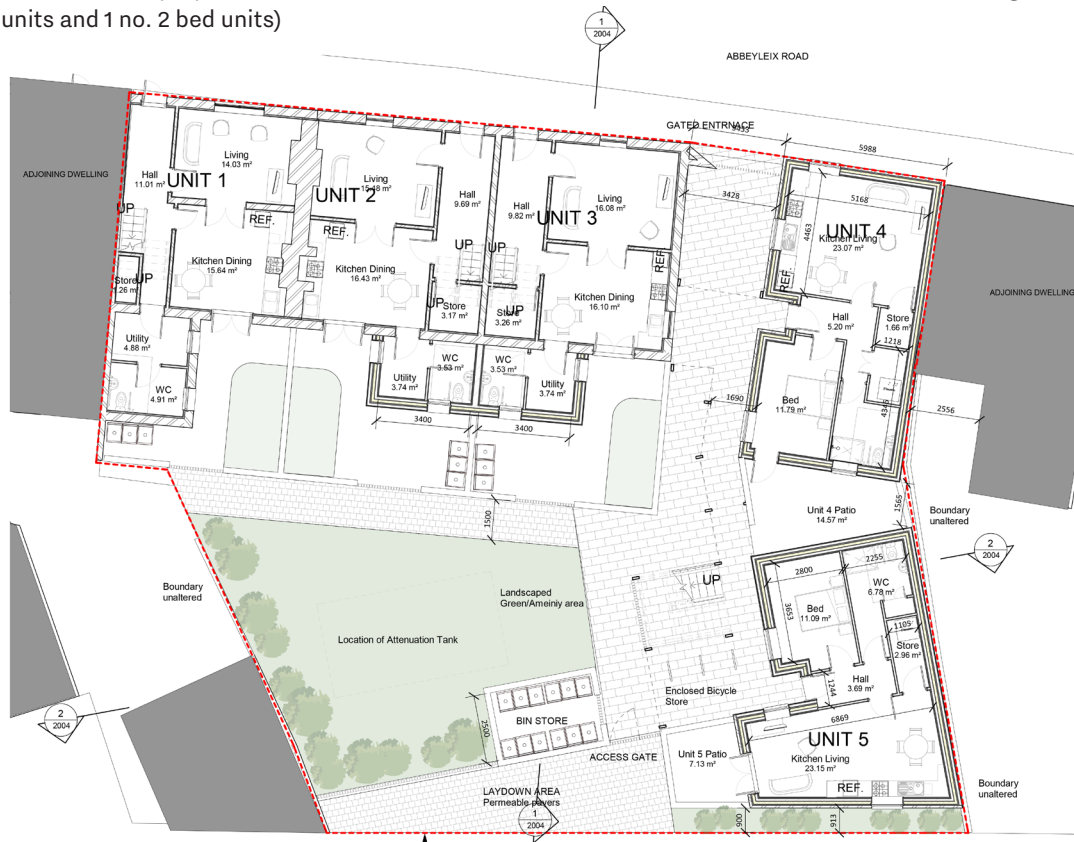 units and 1 no. 2 bed units)
1
2004
ABBEYLEIX ROAD
GATED ENTRNACE
5988
ADJOINING DWELLING
Hall
11.01 m²
Living
14.03 m²
UNIT 1
UP
REF.
Kitchen Dining
15.64 m²
Store
UP
Utility
4.88 m²
WC
4.91 m²
Living
15.48 m²
UNIT 2
REF.
Hall
9.69 m²
UP
Kitchen Dining
16.43 m²
UP
Store
3.17 m²
WC
3.53 m²
Utility
3.74 m²
3400
Hall
9.82 m²
Living
16.08 m²
UNIT 3
UP
REF.
Kitchen Dining
16.10 m²
UP
Store
3.26 m²
WC
3.53 m²
Utility
3.74 m²
3400
3428
5168
4463
UNIT 4
Kitchen Living
23.07 m²
REF.
Hall
5.20 m²
Store
1.66 m²
1218
ADJOINING DWELLING
1690
Bed
11.79 m²
4345
2556
Unit 4 Patio
14.57 m²
1565
Boundary
unaltered
2
2004
1500
Boundary
unaltered
Landscaped
Green/Ameiniy area
Location of Attenuation Tank
UP
2800
2255
3653
Bed
11.09 m²
WC
6.78 m²
1105
Store
2.96 m²
Hall
3.69 m²
1244
Enclosed Bicycle
Store
2
2004
2500
BIN STORE
ACCESS GATE
Unit 5 Patio
7.13 m²
6869
UNIT 5
Kitchen Living
23.15 m²
REF.
Boundary
unaltered
LAYDOWN AREA
Permeable pavers
1
2004
900
913